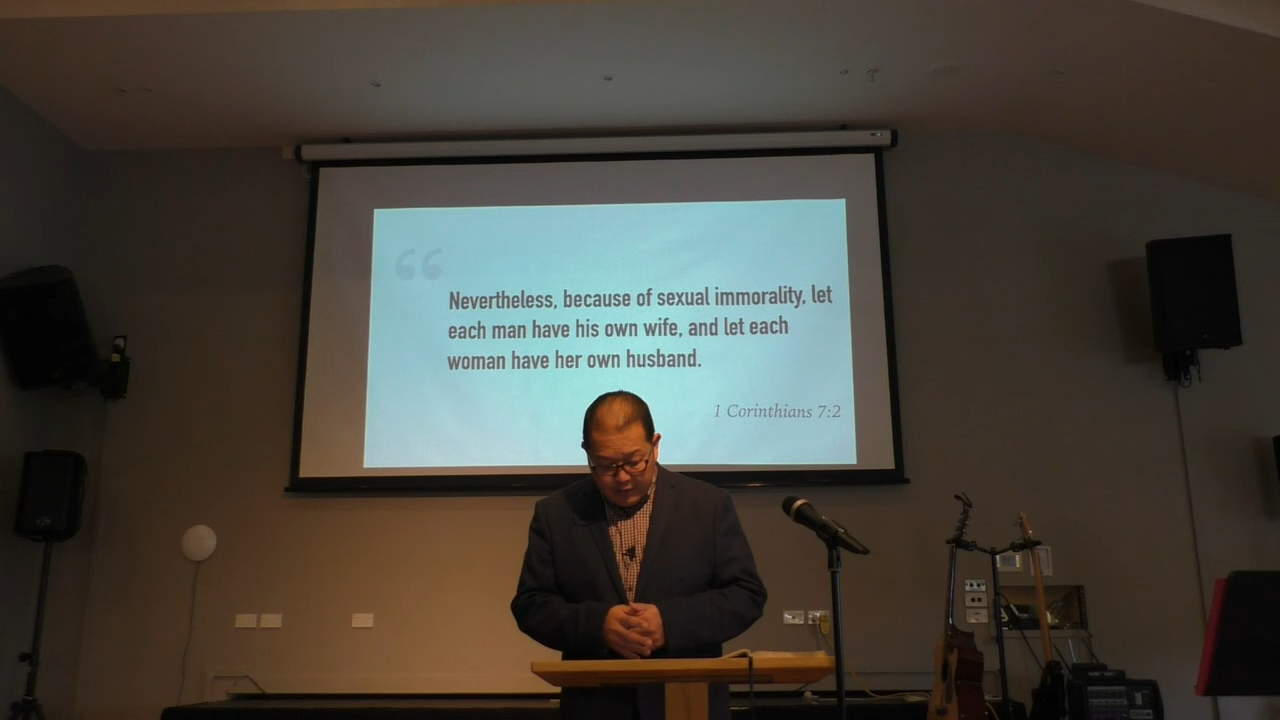 “
Nevertheless, because of sexual immorality, let
each man have his own wife, and let each
woman have her own husband.
1 Corinthians 7:2